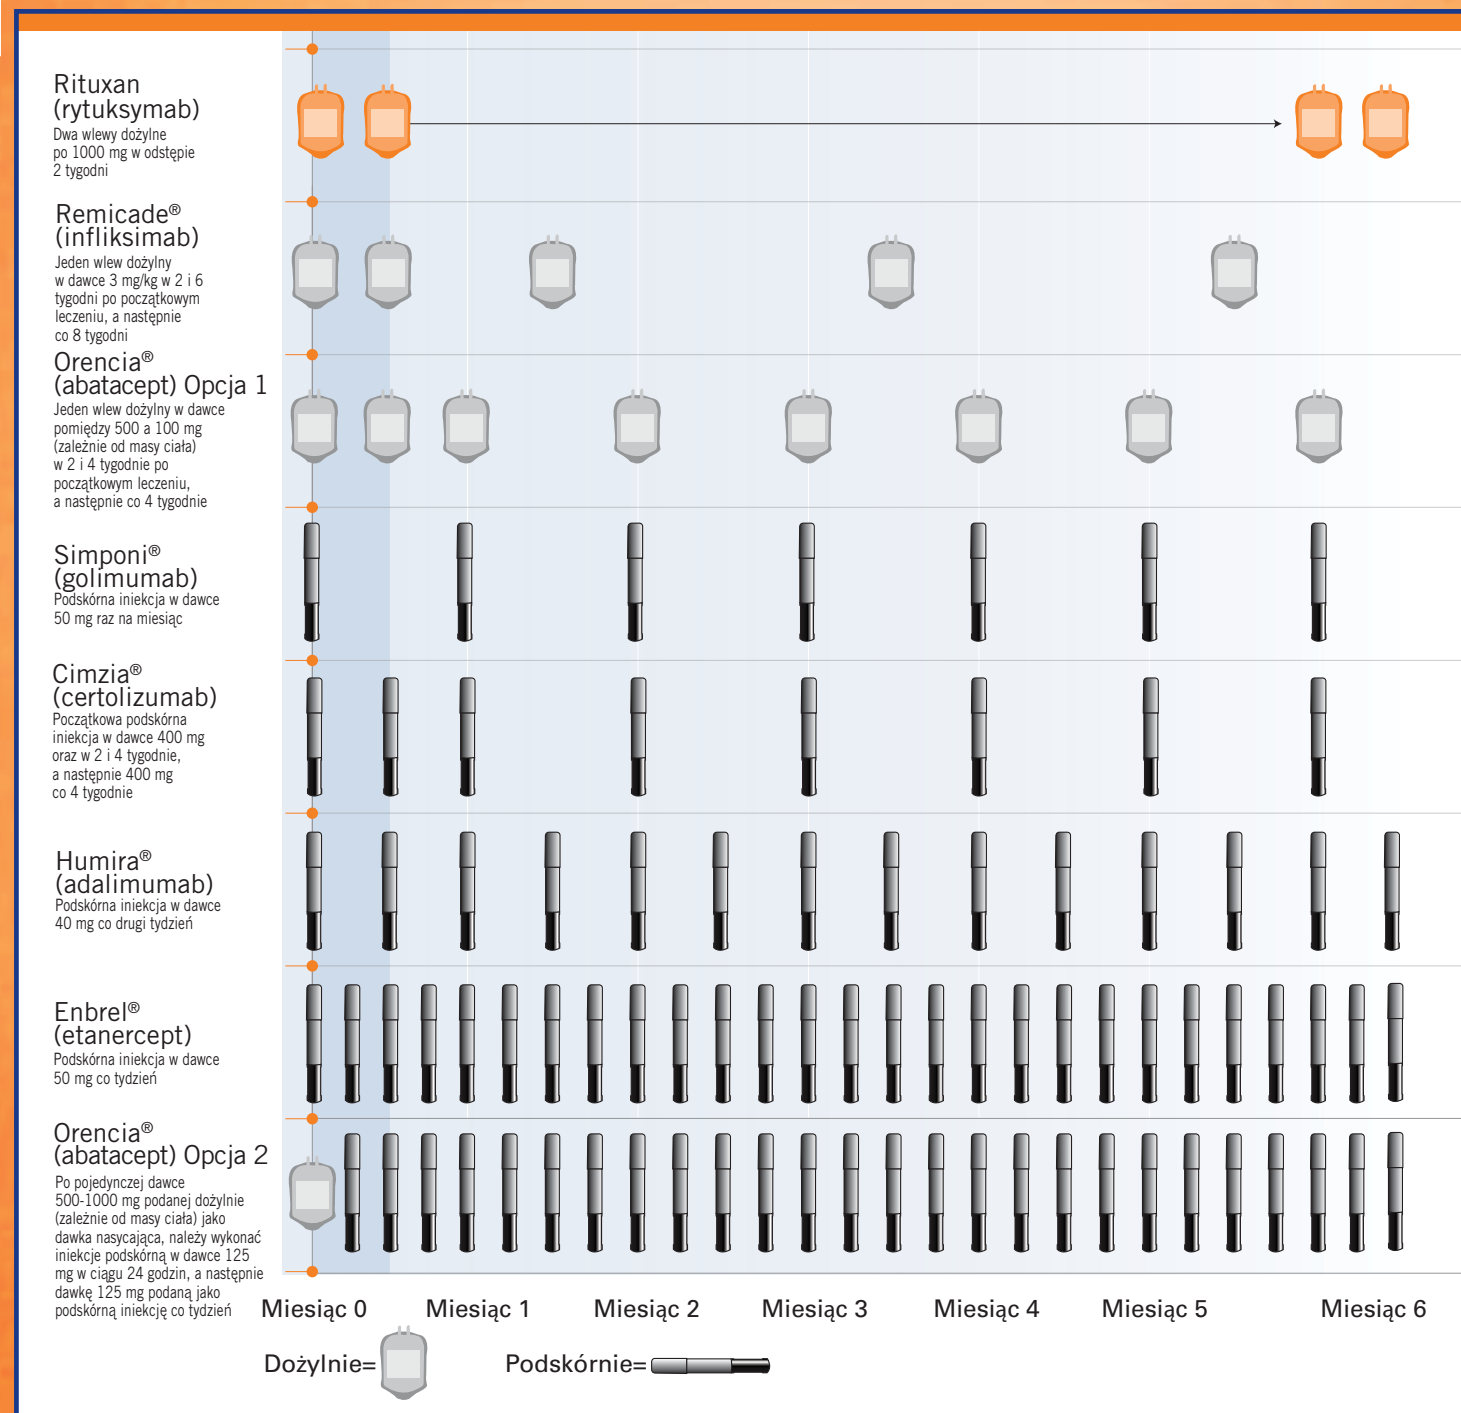 Rituxan
(rytuksymab)
Dwa wlewy dożylne
po 1000 mg w odstępie
2 tygodni
Remicade®
(infliksimab)
Jeden wlew dożylny
w dawce 3 mg/kg w 2 i 6
tygodni po początkowym
leczeniu, a następnie
co 8 tygodni
Orencia®
(abatacept) Opcja 1
Jeden wlew dożylny w dawce
pomiędzy 500 a 100 mg
(zależnie od masy ciała)
w 2 i 4 tygodnie po
początkowym leczeniu,
a następnie co 4 tygodnie
Simponi®
(golimumab)
Podskórna iniekcja w dawce
50 mg raz na miesiąc
Cimzia®
(certolizumab)
Początkowa podskórna
iniekcja w dawce 400 mg
oraz w 2 i 4 tygodnie,
a następnie 400 mg
co 4 tygodnie
Humira®
(adalimumab)
Podskórna iniekcja w dawce
40 mg co drugi tydzień
Enbrel®
(etanercept)
Podskórna iniekcja w dawce
50 mg co tydzień
Orencia®
(abatacept) Opcja 2
Po pojedynczej dawce
500-1000 mg podanej dożylnie
(zależnie od masy ciała) jako
dawka nasycająca, należy wykonać
iniekcje podskórną w dawce 125
mg w ciągu 24 godzin, a następnie
dawkę 125 mg podaną jako
podskórną iniekcję co tydzień
Miesiąc 0 Miesiąc 1 Miesiąc 2 Miesiąc 3 Miesiąc 4 Miesiąc 5 Miesiąc 6
Dożylnie= Podskórnie=